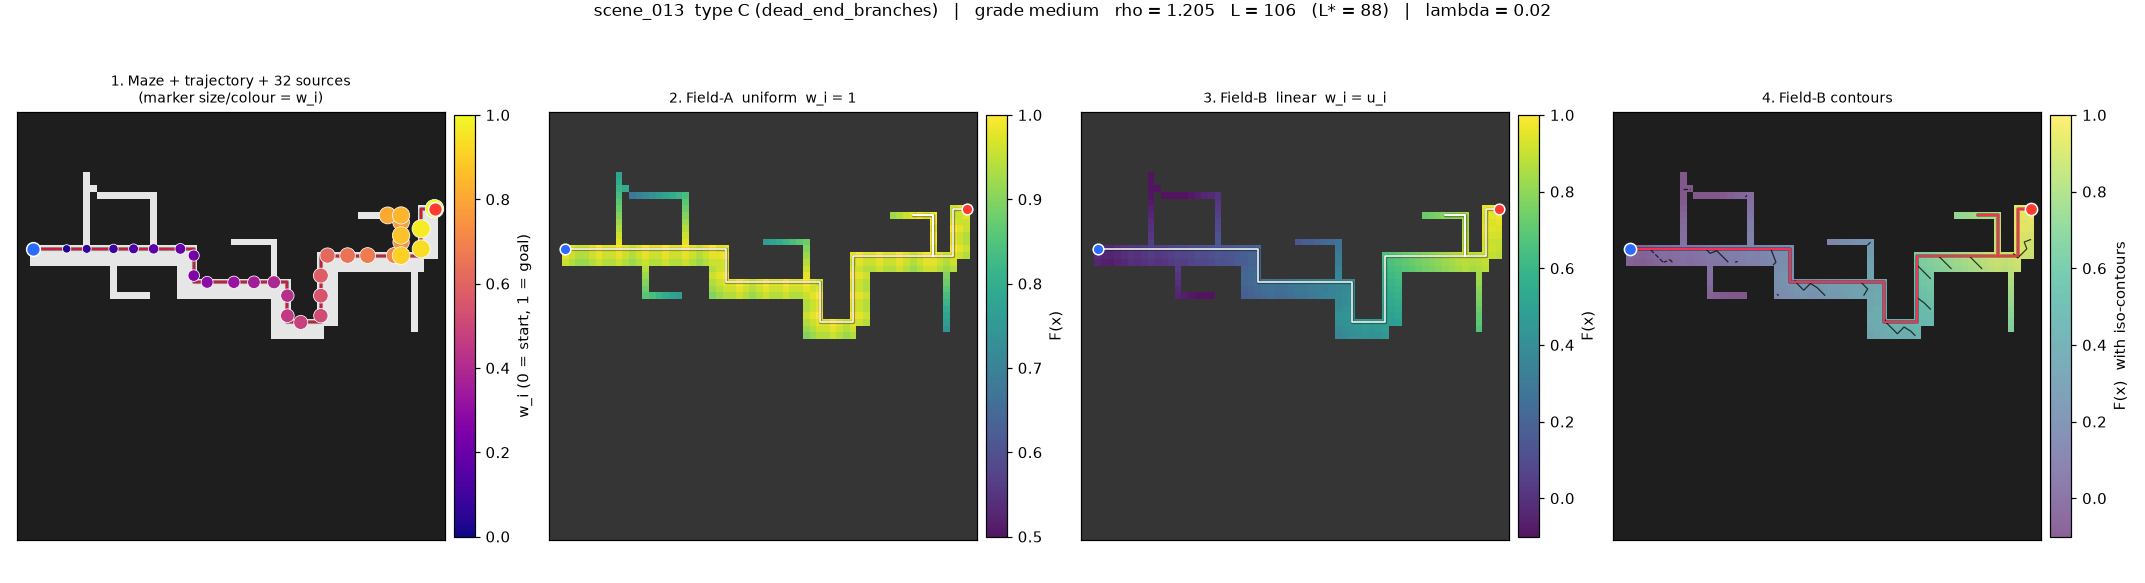 scene_013  type C (dead_end_branches)   |   grade medium   rho = 1.205   L = 106   (L* = 88)   |   lambda = 0.02
1. Maze + trajectory + 32 sources
(marker size/colour = w_i)
1.0
0.8
0.6
0.4
0.2
0.0
w_i (0 = start, 1 = goal)
2. Field-A  uniform  w_i = 1
1.0
0.9
0.8
0.7
0.6
0.5
F(x)
3. Field-B  linear  w_i = u_i
1.0
0.8
0.6
0.4
0.2
0.0
F(x)
4. Field-B contours
1.0
0.8
0.6
0.4
0.2
0.0
F(x)  with iso-contours